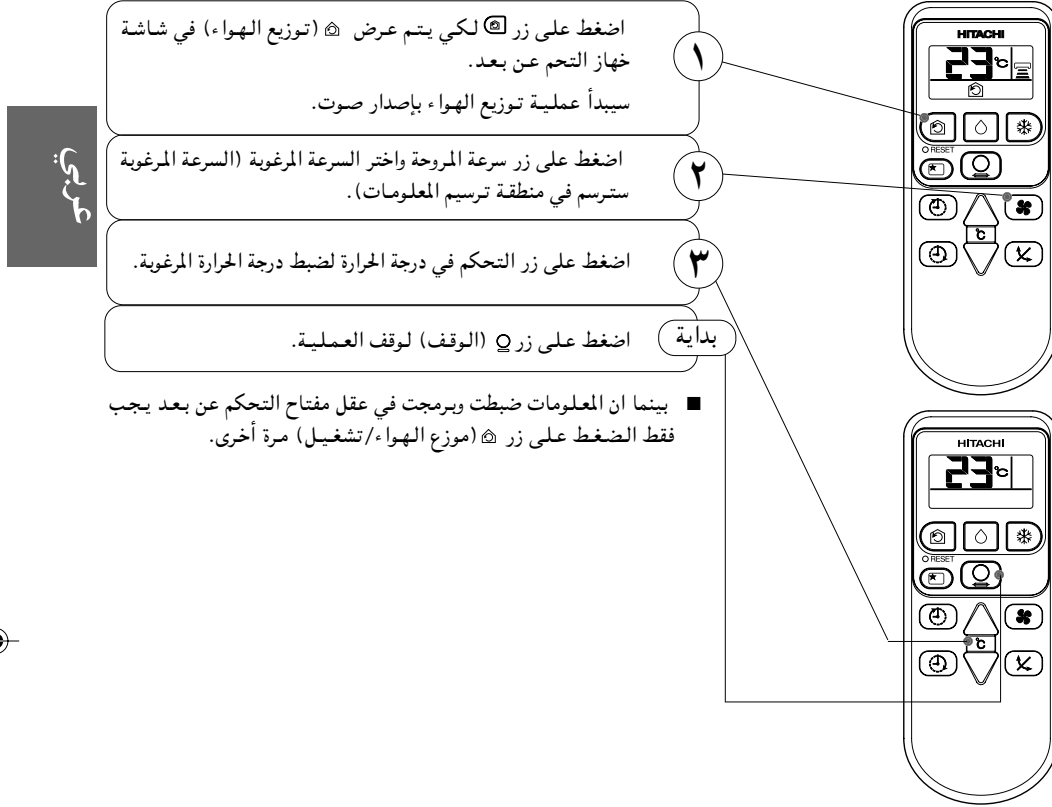 اضغط على زر لكي يتم عرض (توزيع الهواء) في شاشة
خهاز التحم عن بعد.
سيبدأ عملية توزيع الهواء بإصدار صوت.
١
اضغط على زر سرعة المروحة واختر السرعة المرغوبة (السرعة المرغوبة
ستـرسم في منطقة ترسيم المعلومات).
٢
اضغط على زر التحكم في درجة الحرارة لضبط درجة الحرارة المرغوبة.
٣
اضغط على زر (الوقف) لوقف العملية.
بداية
■ بينما ان المعلومات ضبطت وبرمجت في عقل مفتاح التحكم عن بعد يجب
فقط الضغط على زر (موزع الهواء/تشغيل) مرة أخرى.
عربي
HITACHI
23 °C
RESET
°C
HITACHI
23 °C
RESET
°C